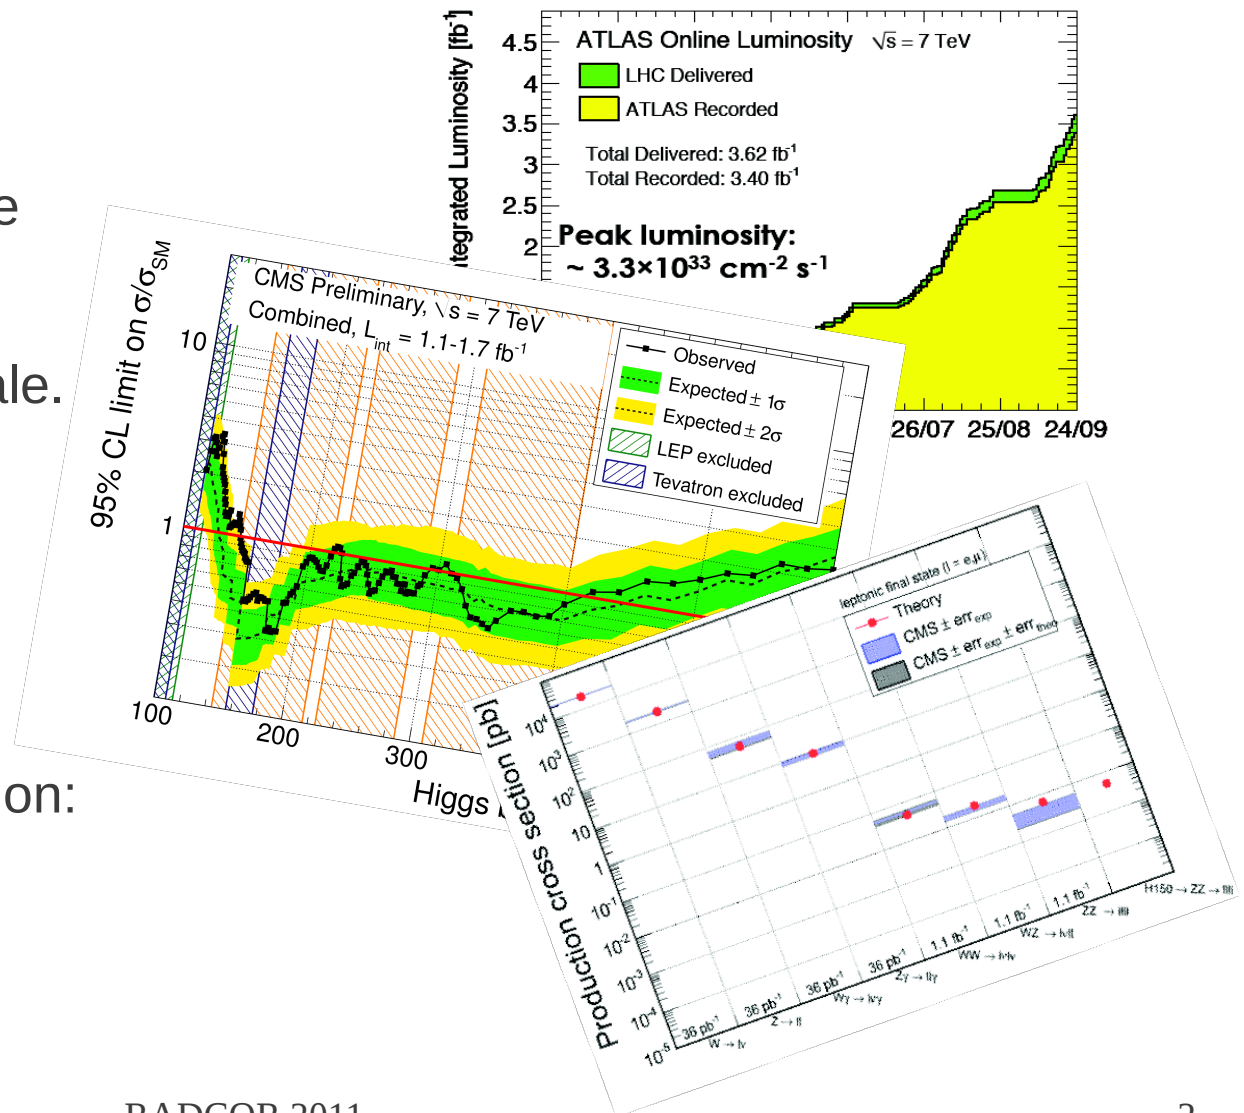 ATLAS Online Luminosity √s = 7 TeV
LHC Delivered
ATLAS Recorded
Total Delivered: 3.62 fb⁻¹
Total Recorded: 3.40 fb⁻¹
Peak luminosity:
~ 3.3×10³³ cm⁻² s⁻¹
Luminosity [fb⁻¹]
4.5
4
3.5
3
2.5
2
26/07 25/08 24/09
e
ale.
on:
CMS Preliminary, √s = 7 TeV
Combined, L_int = 1.1-1.7 fb⁻¹
95% CL limit on σ/σ_SM
10
1
Observed
Expected ± 1σ
Expected ± 2σ
LEP excluded
Tevatron excluded
100
200
300
Higgs
leptonic final state (l = e,μ)
Theory
CMS ± err_exp
CMS ± err_exp ± err_theo
Production cross section [pb]
10⁴
10³
10²
10
1
10⁻¹
10⁻²
10⁻³
10⁻⁴
10⁻⁵
36 pb⁻¹
36 pb⁻¹
36 pb⁻¹
36 pb⁻¹
1.1 fb⁻¹
1.1 fb⁻¹
1.1 fb⁻¹
W → lν
Z → ll
Wγ → lνγ
Zγ → llγ
WW → lνlν
WZ → lνll
ZZ → llll
H150 → ZZ → llll
RADCOR 2011